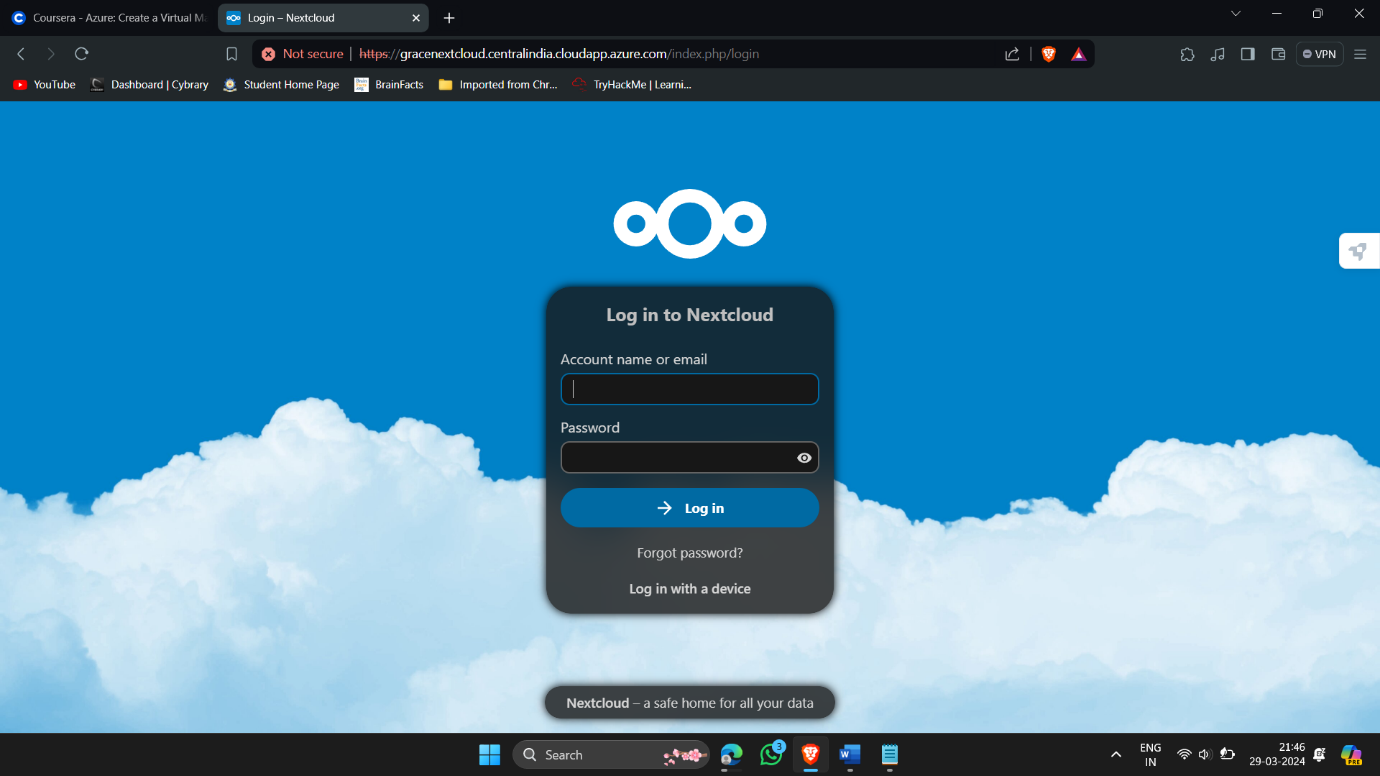 Coursera - Azure: Create a Virtual Ma
Login – Nextcloud
Not secure
https://gracenextcloud.centralindia.cloudapp.azure.com/index.php/login
VPN
YouTube
Dashboard | Cybrary
Student Home Page
BrainFacts
Imported from Chr...
TryHackMe | Learni...
Log in to Nextcloud
Account name or email
Password
Log in
Forgot password?
Log in with a device
Nextcloud – a safe home for all your data
Search
3
ENG
IN
21:46
29-03-2024
PRE